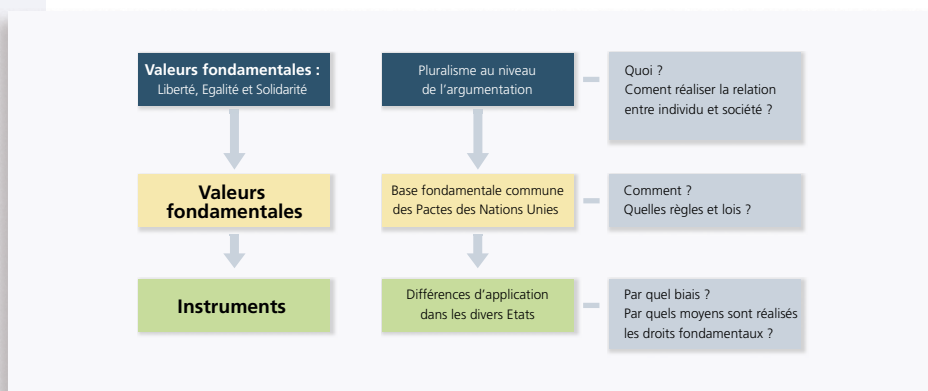 Valeurs fondamentales :
Liberté, Egalité et Solidarité
Pluralisme au niveau
de l'argumentation
Quoi ?
Coment réaliser la relation
entre individu et société ?
Valeurs
fondamentales
Base fondamentale commune
des Pactes des Nations Unies
Comment ?
Quelles règles et lois ?
Instruments
Différences d'application
dans les divers Etats
Par quel biais ?
Par quels moyens sont réalisés
les droits fondamentaux ?